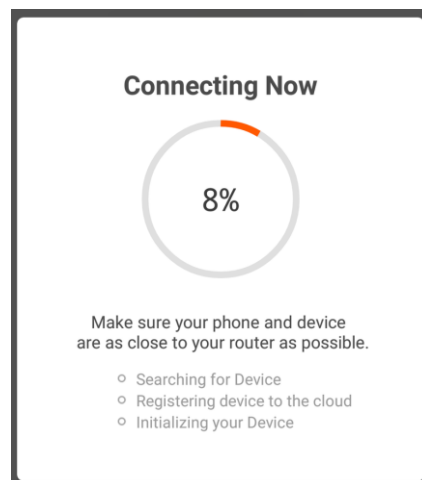 Connecting Now
8%
Make sure your phone and device
are as close to your router as possible.
Searching for Device
Registering device to the cloud
Initializing your Device